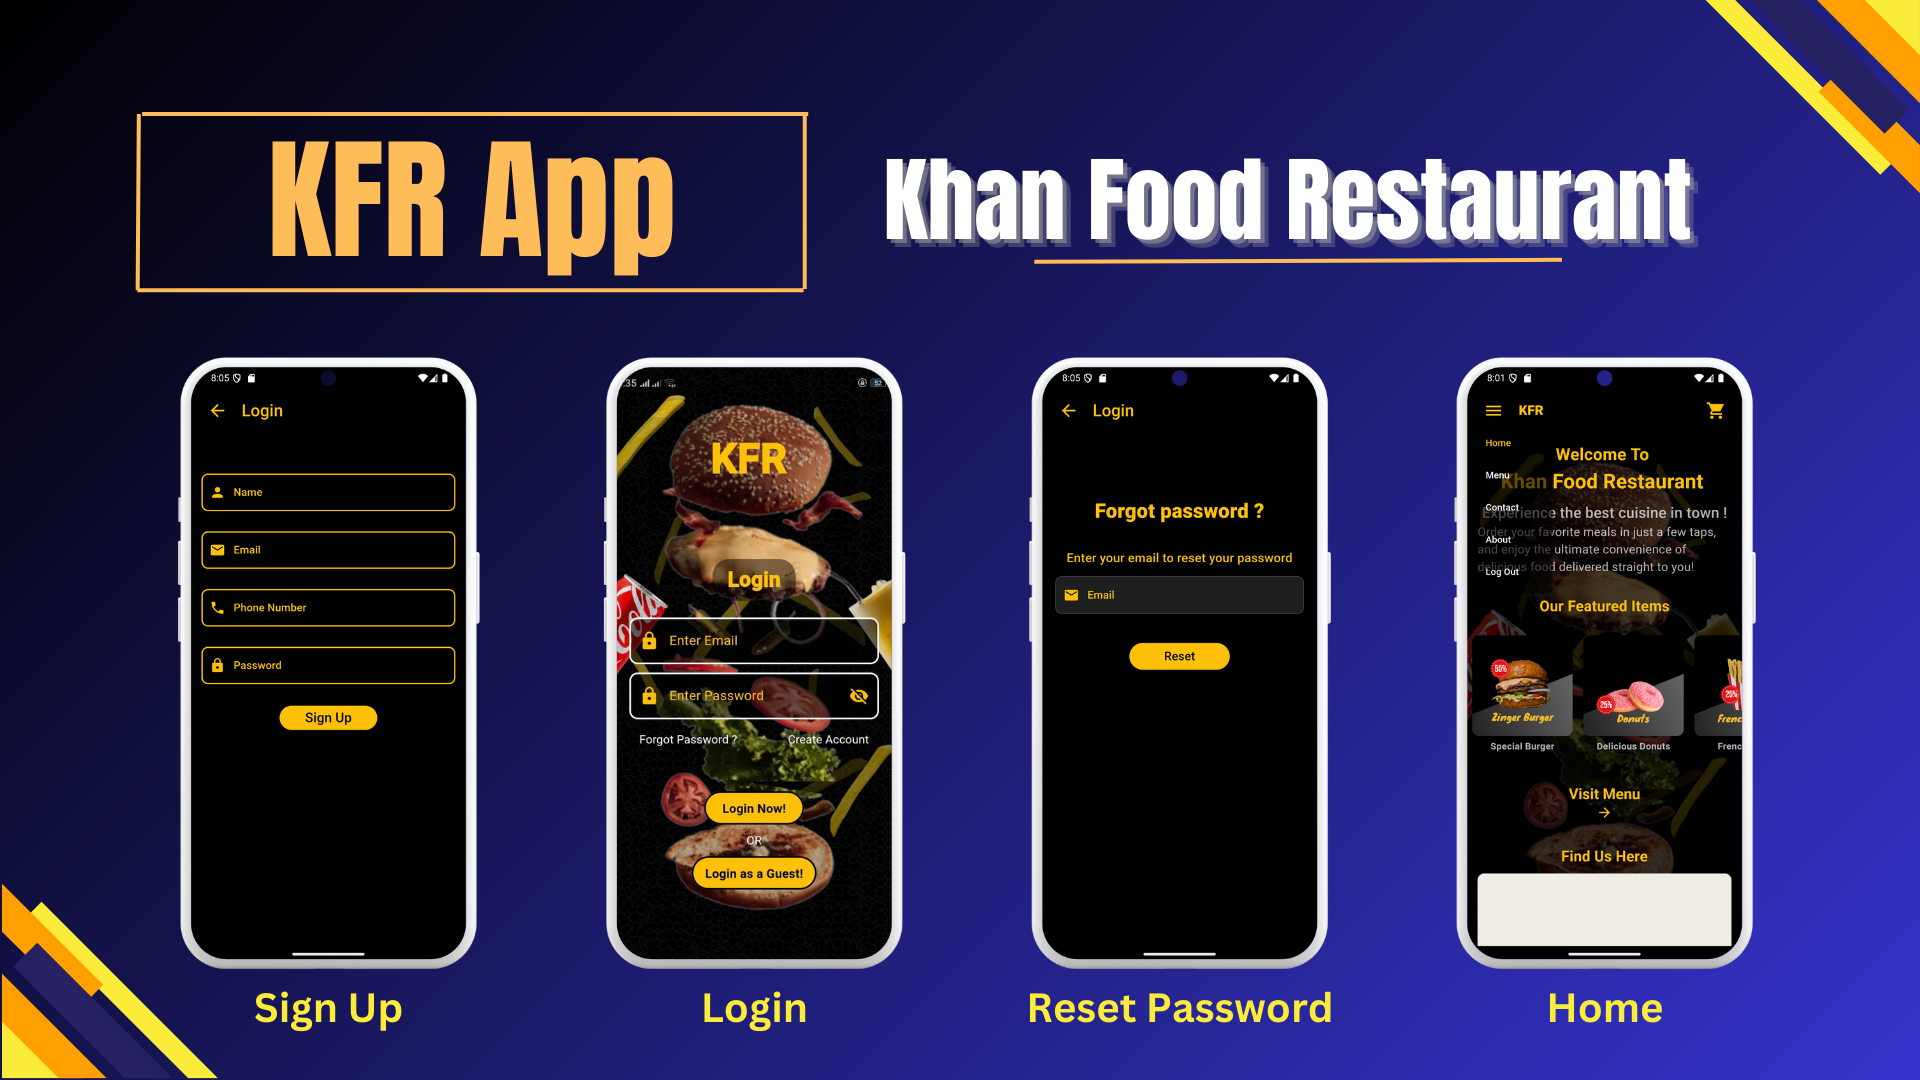 KFR App
Khan Food Restaurant
8:05
Login
Name
Email
Phone Number
Password
Sign Up
Sign Up
35
52
KFR
Login
Enter Email
Enter Password
Forgot Password ?
Create Account
Login Now!
OR
Login as a Guest!
Login
8:05
Login
Forgot password ?
Enter your email to reset your password
Email
Reset
Reset Password
8:01
KFR
Home
Menu
Contact
About
Log Out
Welcome To
Khan Food Restaurant
Experience the best cuisine in town !
Order your favorite meals in just a few taps,
and enjoy the ultimate convenience of
delicious food delivered straight to you!
Our Featured Items
50%
Zinger Burger
Special Burger
25%
Donuts
Delicious Donuts
20%
Frenc
Frenc
Visit Menu
Find Us Here
Home